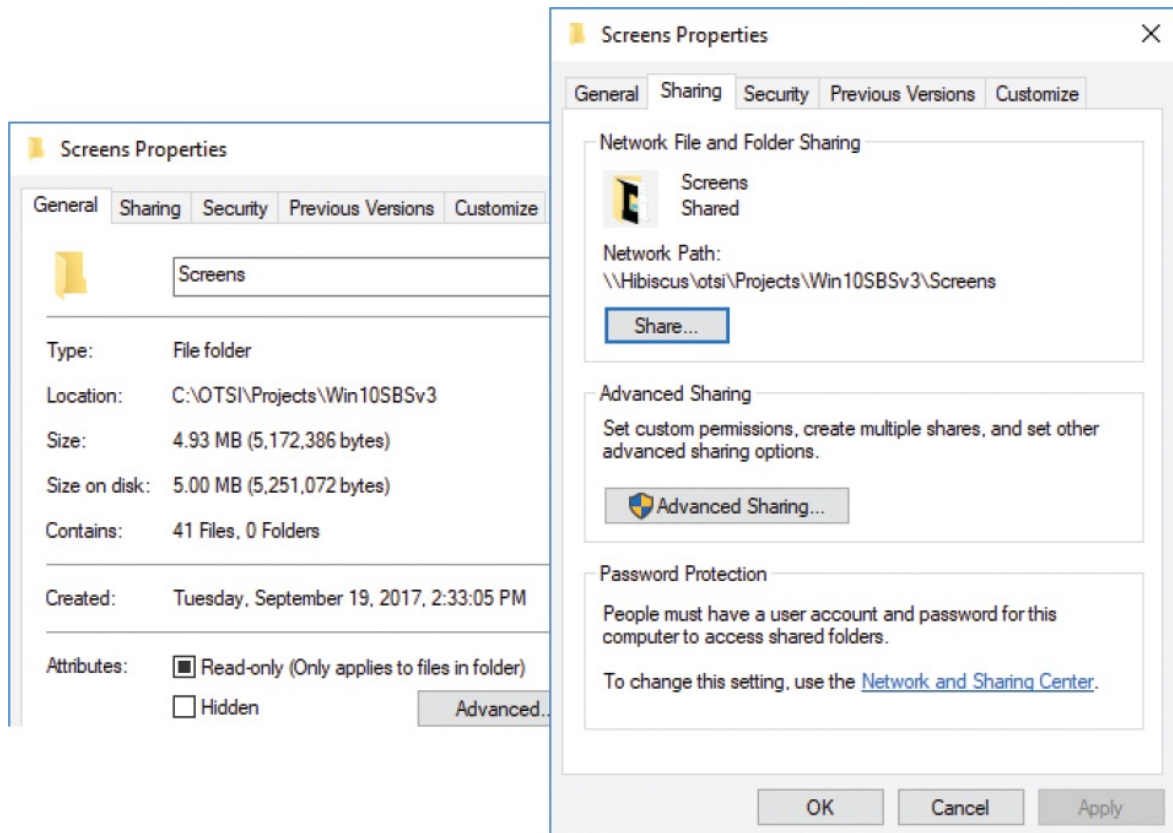 Screens Properties
General Sharing Security Previous Versions Customize
Screens
Type: File folder
Location: C:\OTSI\Projects\Win10SBSv3
Size: 4.93 MB (5,172,386 bytes)
Size on disk: 5.00 MB (5,251,072 bytes)
Contains: 41 Files, 0 Folders
Created: Tuesday, September 19, 2017, 2:33:05 PM
Attributes: Read-only (Only applies to files in folder)
Hidden
Advanced..
Screens Properties
General Sharing Security Previous Versions Customize
Network File and Folder Sharing
Screens
Shared
Network Path:
\\Hibiscus\otsi\Projects\Win10SBSv3\Screens
Share...
Advanced Sharing
Set custom permissions, create multiple shares, and set other
advanced sharing options.
Advanced Sharing...
Password Protection
People must have a user account and password for this
computer to access shared folders.
To change this setting, use the Network and Sharing Center.
OK Cancel Apply